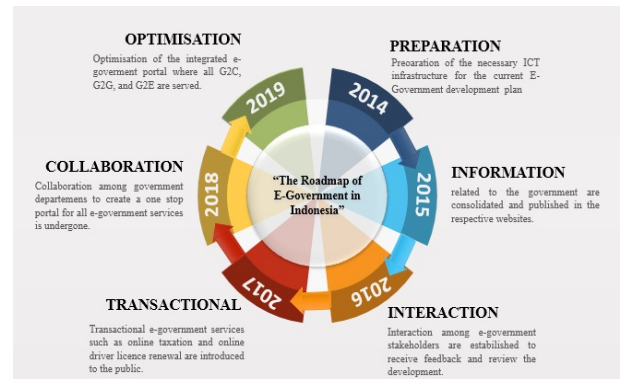 OPTIMISATION
Optimisation of the integrated e-
goverment portal where all G2C,
G2G, and G2E are served.
PREPARATION
Preoaration of the necessary ICT
infrastructure for the current E-
Government development plan
2019
2014
COLLABORATION
Collaboration among government
departemens to create a one stop
portal for all e-government services
is undergone.
2018
"The Roadmap of
E-Government in
Indonesia"
2015
INFORMATION
related to the government are
consolidated and published in the
respective websites.
2017
2016
TRANSACTIONAL
Transactional e-government services
such as online taxation and online
driver licence renewal are introduced
to the public.
INTERACTION
Interaction among e-government
stakeholders are estabilished to
receive feedback and review the
development.